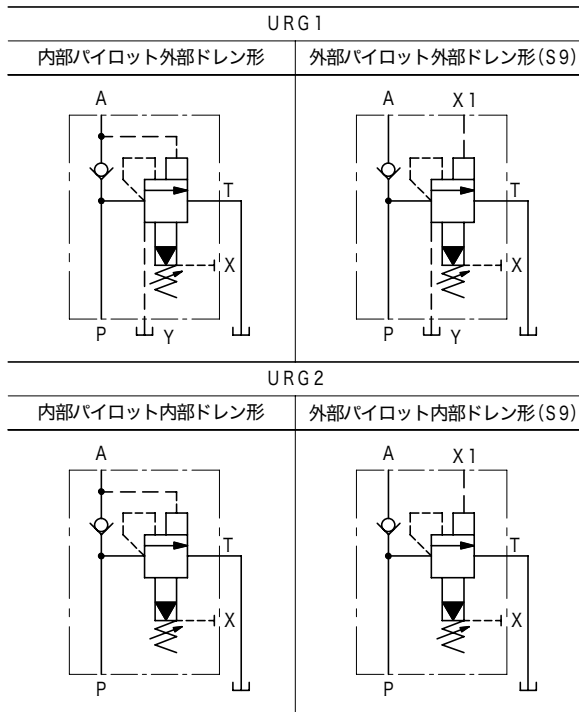 URG1
内部パイロット外部ドレン形
外部パイロット外部ドレン形(S9)
A
T
X
P
Y
A
X1
T
X
P
Y
URG2
内部パイロット内部ドレン形
外部パイロット内部ドレン形(S9)
A
T
X
P
A
X1
T
X
P